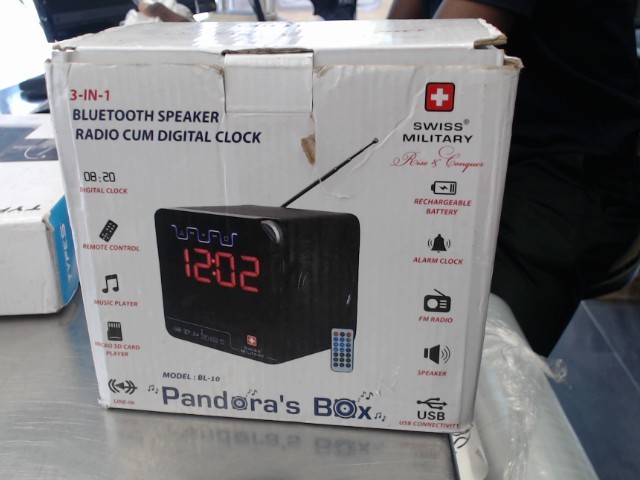 3-IN-1
BLUETOOTH SPEAKER
RADIO CUM DIGITAL CLOCK
SWISS®
MILITARY
Rise & Conquer
08:20
DIGITAL CLOCK
REMOTE CONTROL
MUSIC PLAYER
MICRO SD CARD
PLAYER
LINE-IN
12:02
RECHARGEABLE
BATTERY
ALARM CLOCK
FM RADIO
SPEAKER
USB
USB CONNECTIVITY
MODEL : BL-10
Pandora's BOx
TYPES